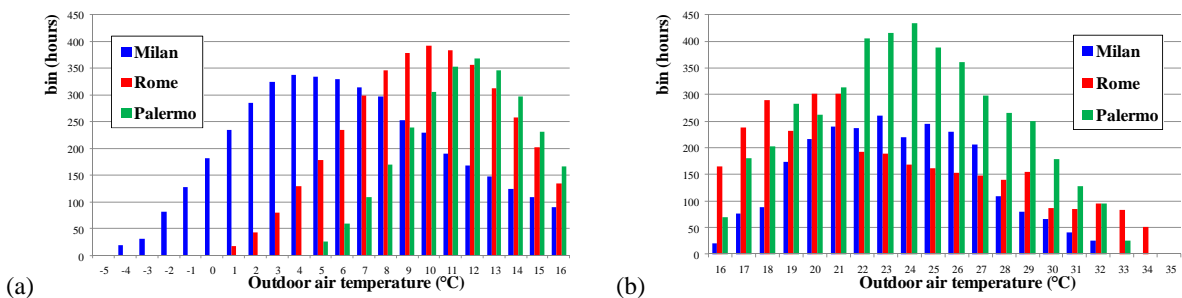 bin (hours)
450
400
350
300
250
200
150
100
50
0
Milan
Rome
Palermo
-5 -4 -3 -2 -1 0 1 2 3 4 5 6 7 8 9 10 11 12 13 14 15 16
Outdoor air temperature (°C)
(a)
bin (hours)
450
400
350
300
250
200
150
100
50
0
Milan
Rome
Palermo
16 17 18 19 20 21 22 23 24 25 26 27 28 29 30 31 32 33 34 35
Outdoor air temperature (°C)
(b)